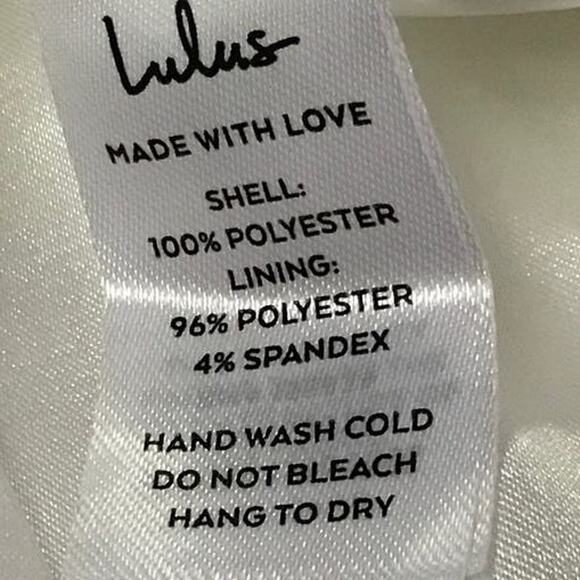 Lulus
MADE WITH LOVE
SHELL:
100% POLYESTER
LINING:
96% POLYESTER
4% SPANDEX
HAND WASH COLD
DO NOT BLEACH
HANG TO DRY